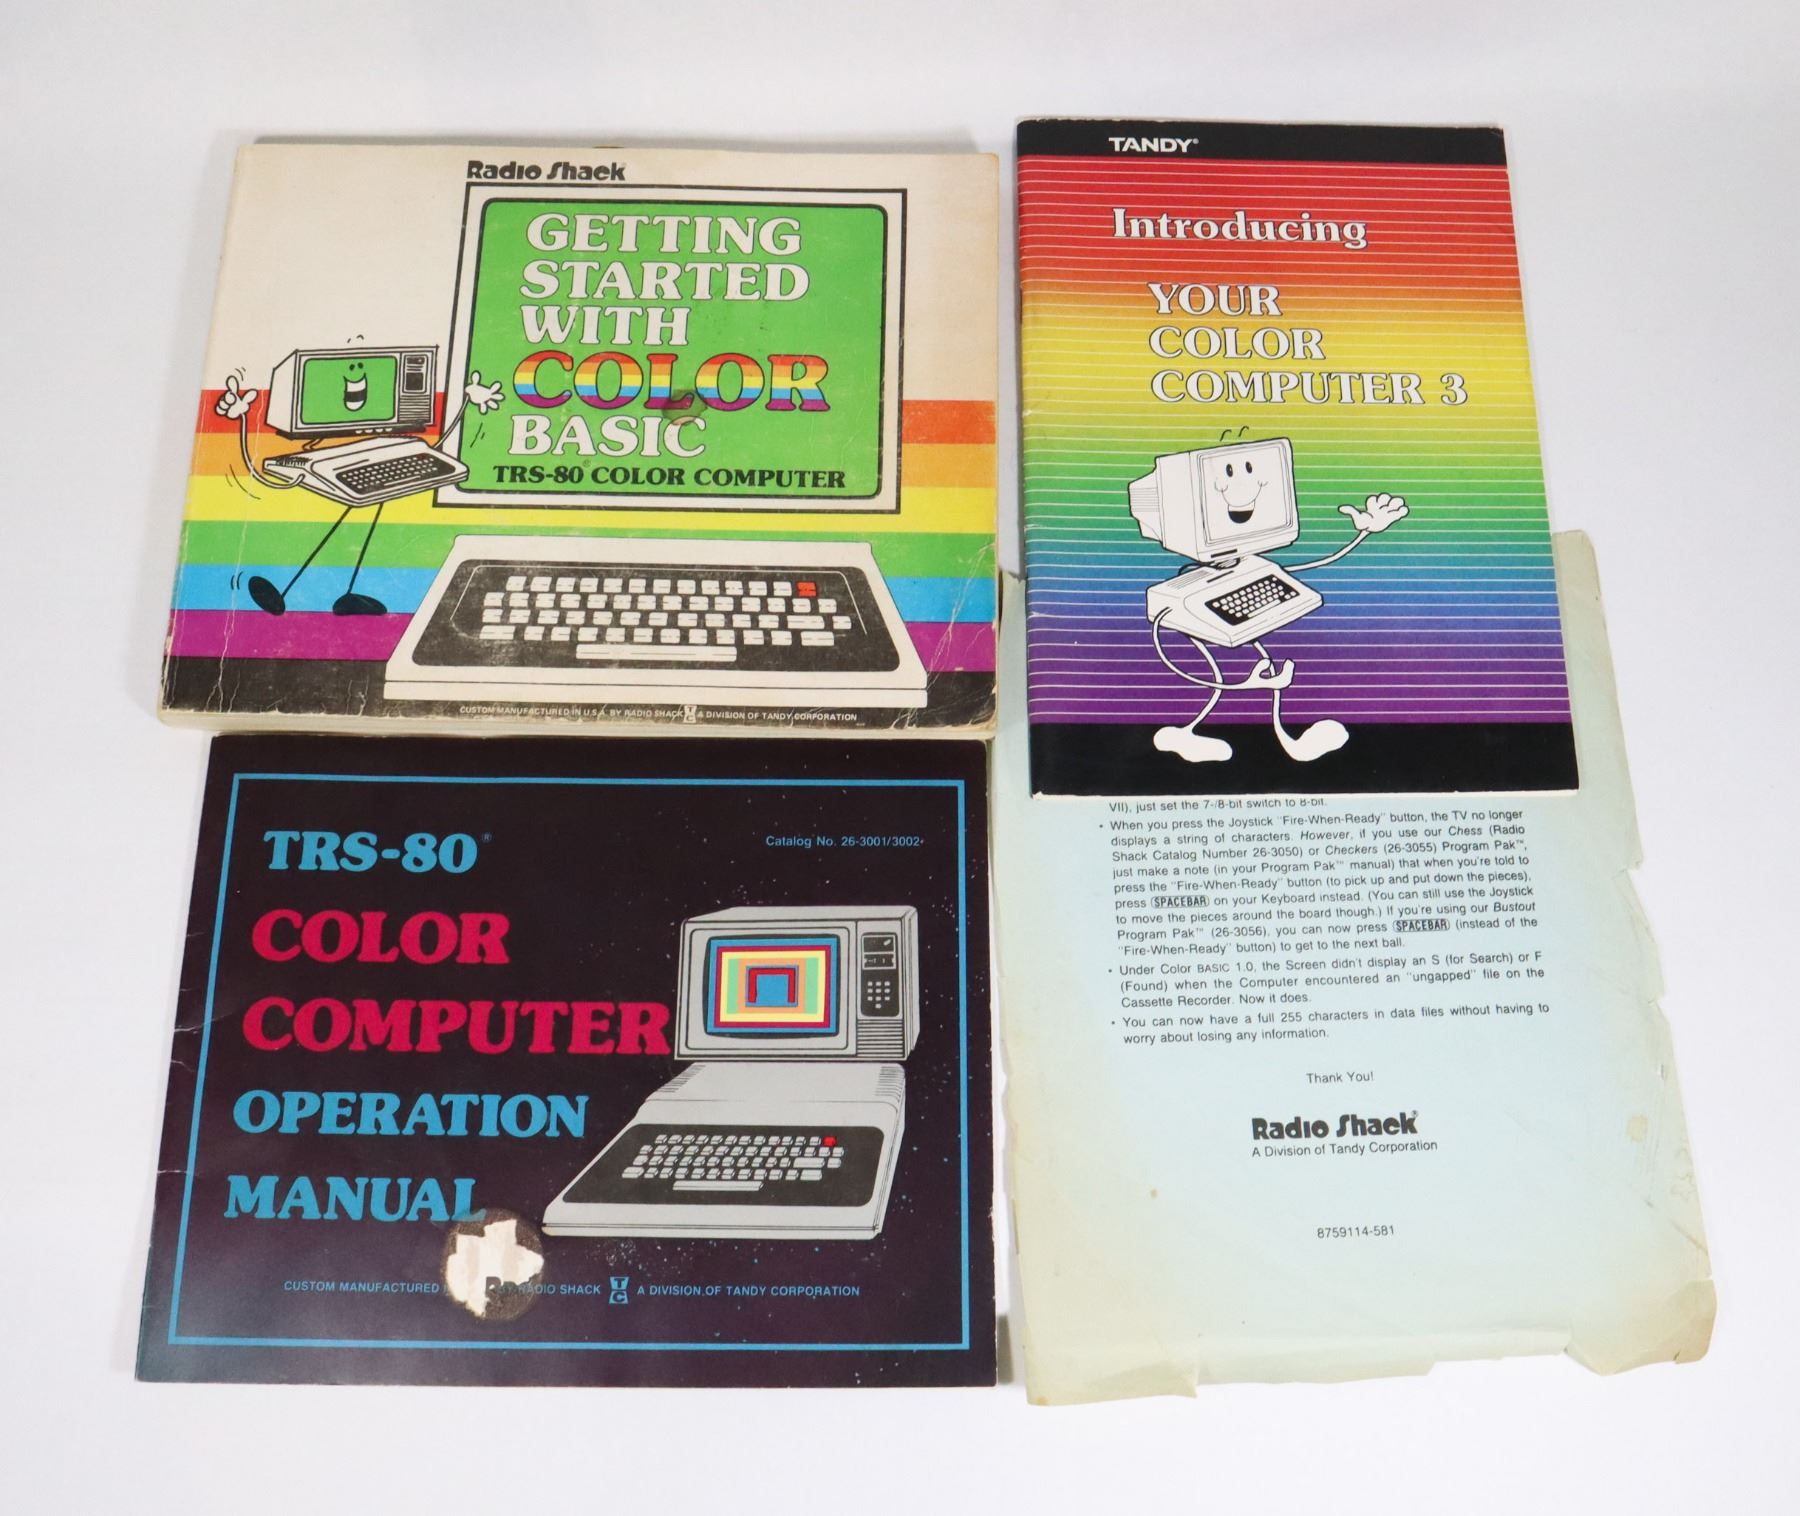 Radio Shack
GETTING
STARTED
WITH
COLOR
BASIC
TRS-80® COLOR COMPUTER
CUSTOM MANUFACTURED IN U.S.A. BY RADIO SHACK TC A DIVISION OF TANDY CORPORATION
TANDY®
Introducing
YOUR
COLOR
COMPUTER 3
TRS-80®
Catalog No. 26-3001/3002
COLOR
COMPUTER
OPERATION
MANUAL
CUSTOM MANUFACTURED BY RADIO SHACK TC A DIVISION OF TANDY CORPORATION
VII), just set the 7-/8-bit switch to 8-bit.
• When you press the Joystick "Fire-When-Ready" button, the TV no longer
displays a string of characters. However, if you use our Chess (Radio
Shack Catalog Number 26-3050) or Checkers (26-3055) Program Pak™,
just make a note (in your Program Pak™ manual) that when you're told to
press the "Fire-When-Ready" button (to pick up and put down the pieces),
press SPACEBAR on your Keyboard instead. (You can still use the Joystick
to move the pieces around the board though.) If you're using our Bustout
Program Pak™ (26-3056), you can now press SPACEBAR (instead of the
"Fire-When-Ready" button) to get to the next ball.
• Under Color BASIC 1.0, the Screen didn't display an S (for Search) or F
(Found) when the Computer encountered an "ungapped" file on the
Cassette Recorder. Now it does.
• You can now have a full 255 characters in data files without having to
worry about losing any information.
Thank You!
Radio Shack®
A Division of Tandy Corporation
8759114-581